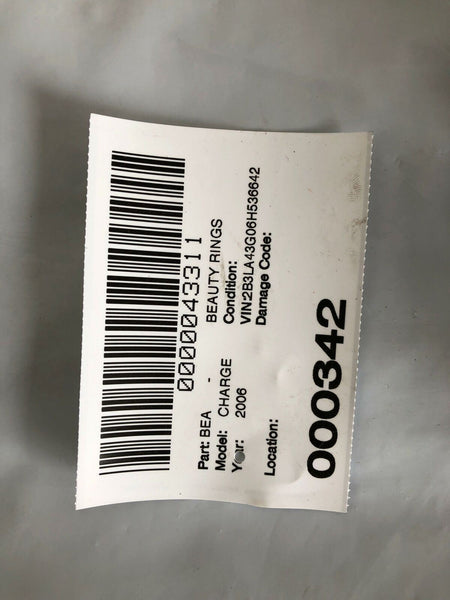 0000043311
Part: BEA - BEAUTY RINGS
Model: CHARGE Condition:
Year: 2006 VIN2B3LA43G06H536642
Damage Code:
Location:
000342